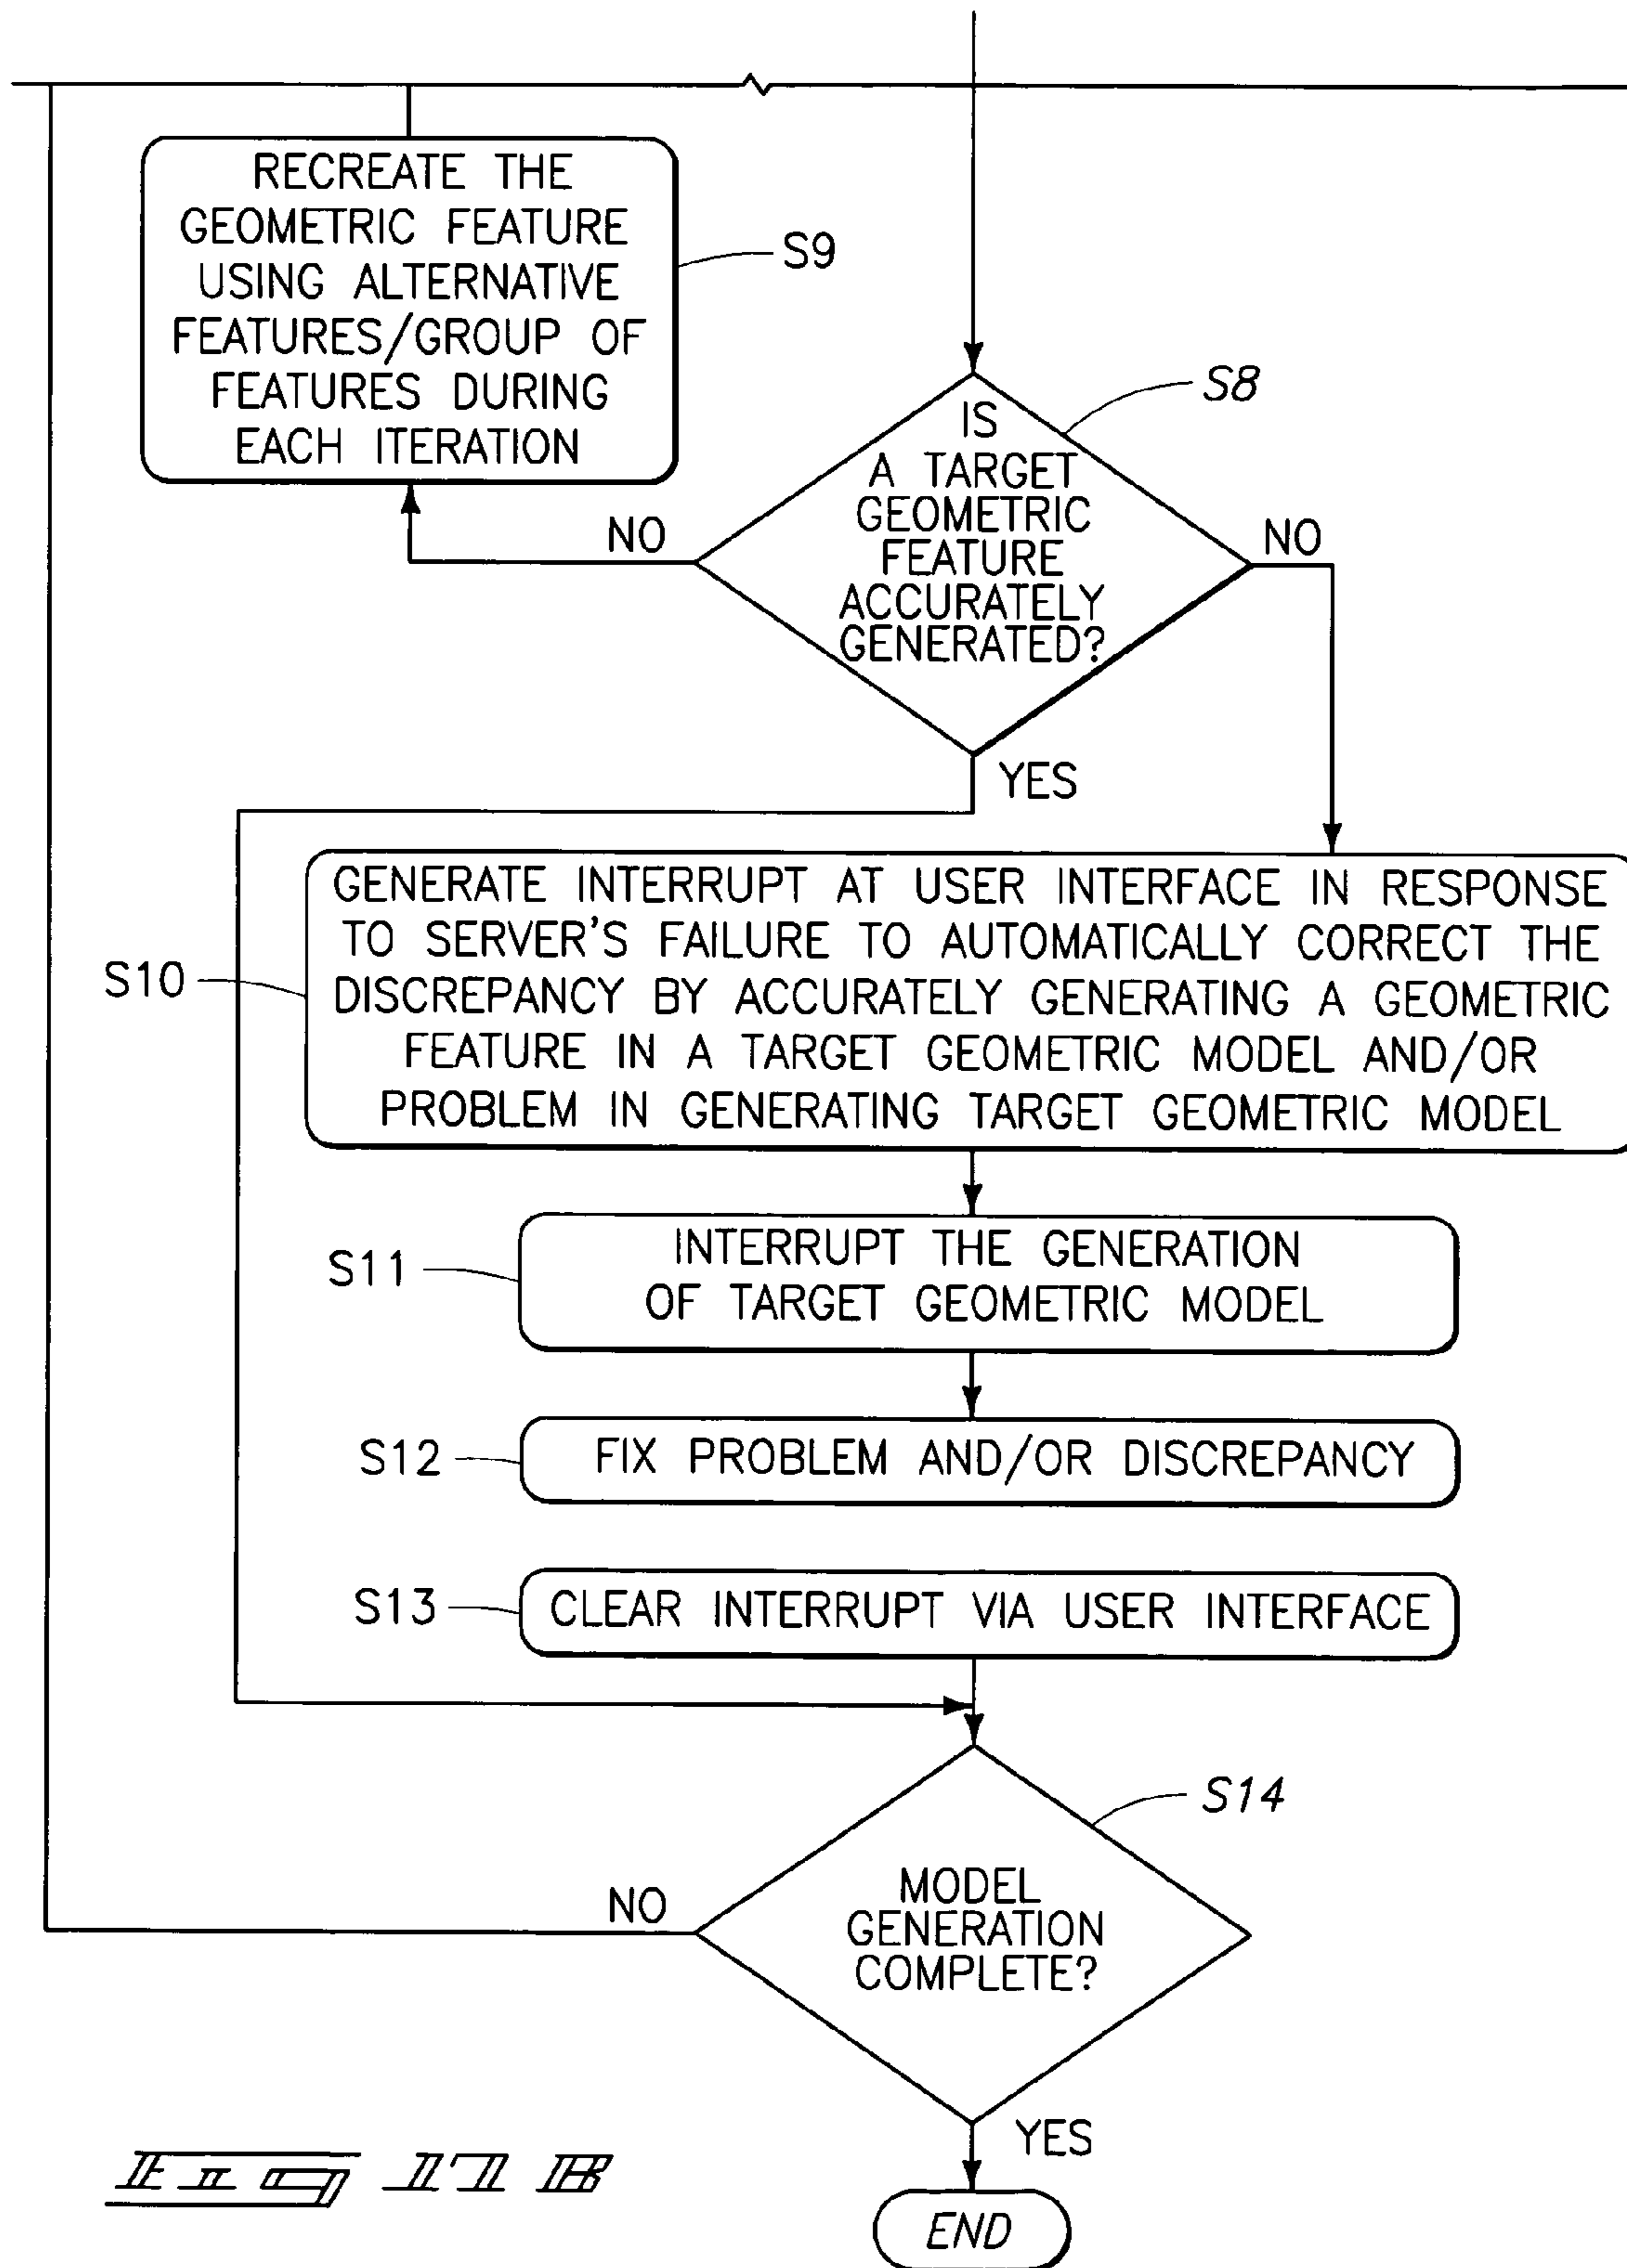 RECREATE THE
GEOMETRIC FEATURE
USING ALTERNATIVE
FEATURES/GROUP OF
FEATURES DURING
EACH ITERATION
S9
S8
IS
A TARGET
GEOMETRIC
FEATURE
ACCURATELY
GENERATED?
NO
NO
YES
GENERATE INTERRUPT AT USER INTERFACE IN RESPONSE
TO SERVER'S FAILURE TO AUTOMATICALLY CORRECT THE
DISCREPANCY BY ACCURATELY GENERATING A GEOMETRIC
FEATURE IN A TARGET GEOMETRIC MODEL AND/OR
PROBLEM IN GENERATING TARGET GEOMETRIC MODEL
S10
INTERRUPT THE GENERATION
OF TARGET GEOMETRIC MODEL
S11
S12
FIX PROBLEM AND/OR DISCREPANCY
S13
CLEAR INTERRUPT VIA USER INTERFACE
S14
NO
MODEL
GENERATION
COMPLETE?
YES
END
Fig 17 B